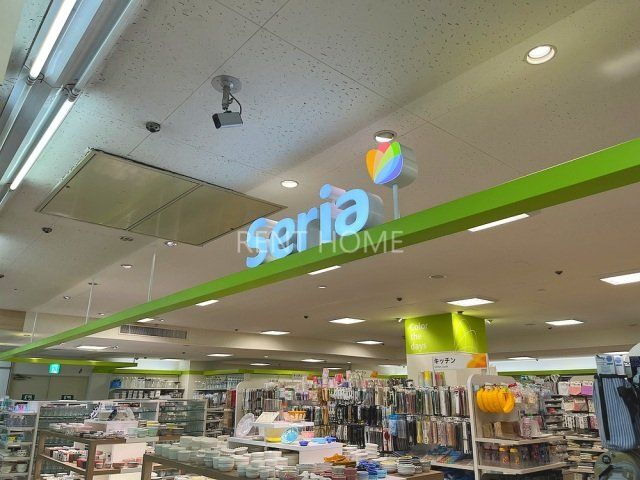 Seria
RENT HOME
Color
the
days
キッチン